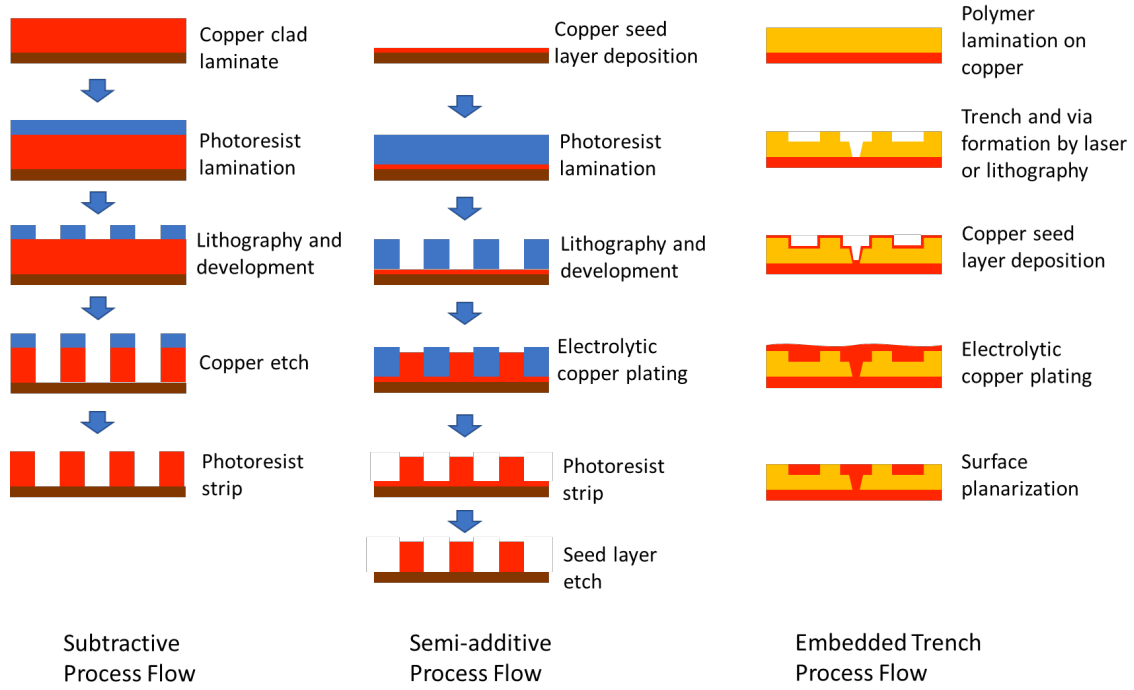 Copper clad
laminate
Photoresist
lamination
Lithography and
development
Copper etch
Photoresist
strip
Subtractive
Process Flow
Copper seed
layer deposition
Photoresist
lamination
Lithography and
development
Electrolytic
copper plating
Photoresist
strip
Seed layer
etch
Semi-additive
Process Flow
Polymer
lamination on
copper
Trench and via
formation by laser
or lithography
Copper seed
layer deposition
Electrolytic
copper plating
Surface
planarization
Embedded Trench
Process Flow